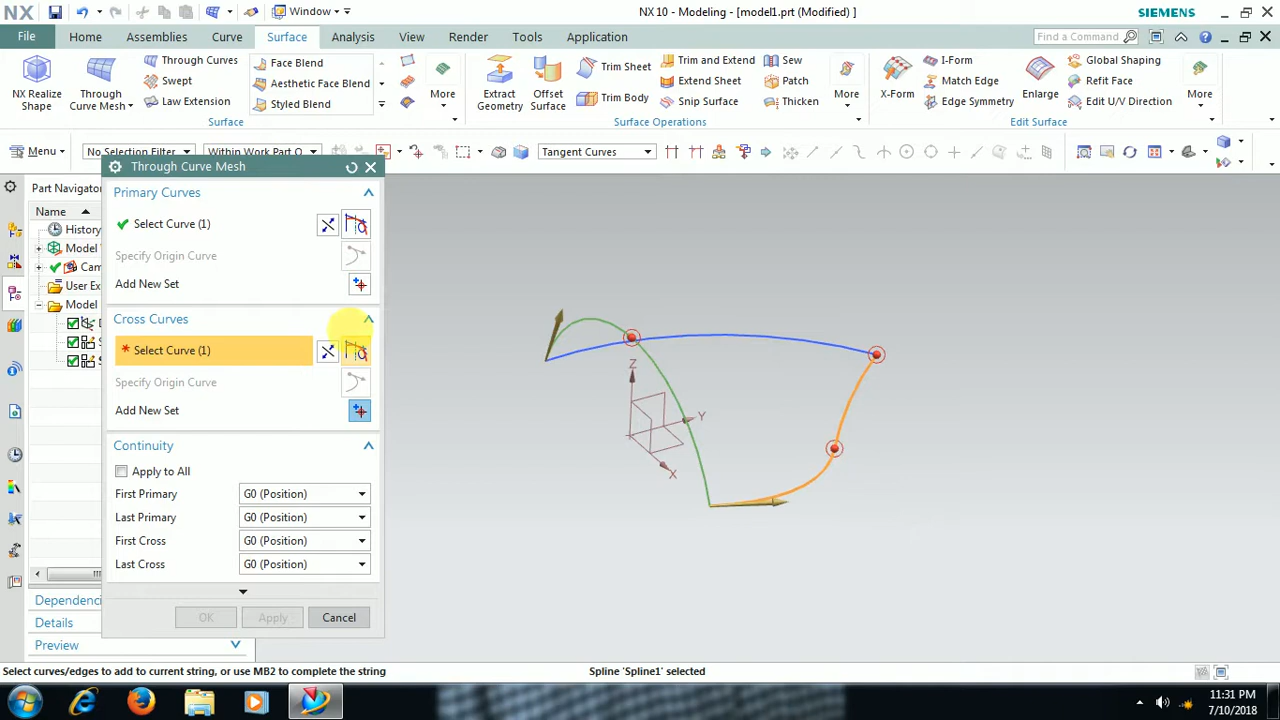 NX
Window
NX 10 - Modeling - [model1.prt (Modified) ]
SIEMENS
File
Home
Assemblies
Curve
Surface
Analysis
View
Render
Tools
Application
Find a Command
NX Realize Shape
Through Curve Mesh
Through Curves
Swept
Law Extension
Face Blend
Aesthetic Face Blend
Styled Blend
More
Surface
Extract Geometry
Offset Surface
Trim Sheet
Trim Body
Trim and Extend
Extend Sheet
Snip Surface
Sew
Patch
Thicken
More
Surface Operations
X-Form
I-Form
Match Edge
Edge Symmetry
Enlarge
Global Shaping
Refit Face
Edit U/V Direction
More
Edit Surface
Menu
No Selection Filter
Within Work Part O
Tangent Curves
Part Navigator
Name
History
Model
Cam
User Ex
Model
Dependenci
Details
Preview
Through Curve Mesh
Primary Curves
Select Curve (1)
Specify Origin Curve
Add New Set
Cross Curves
* Select Curve (1)
Specify Origin Curve
Add New Set
Continuity
Apply to All
First Primary G0 (Position)
Last Primary G0 (Position)
First Cross G0 (Position)
Last Cross G0 (Position)
OK
Apply
Cancel
Z
Y
X
Select curves/edges to add to current string, or use MB2 to complete the string
Spline 'Spline1' selected
11:31 PM
7/10/2018